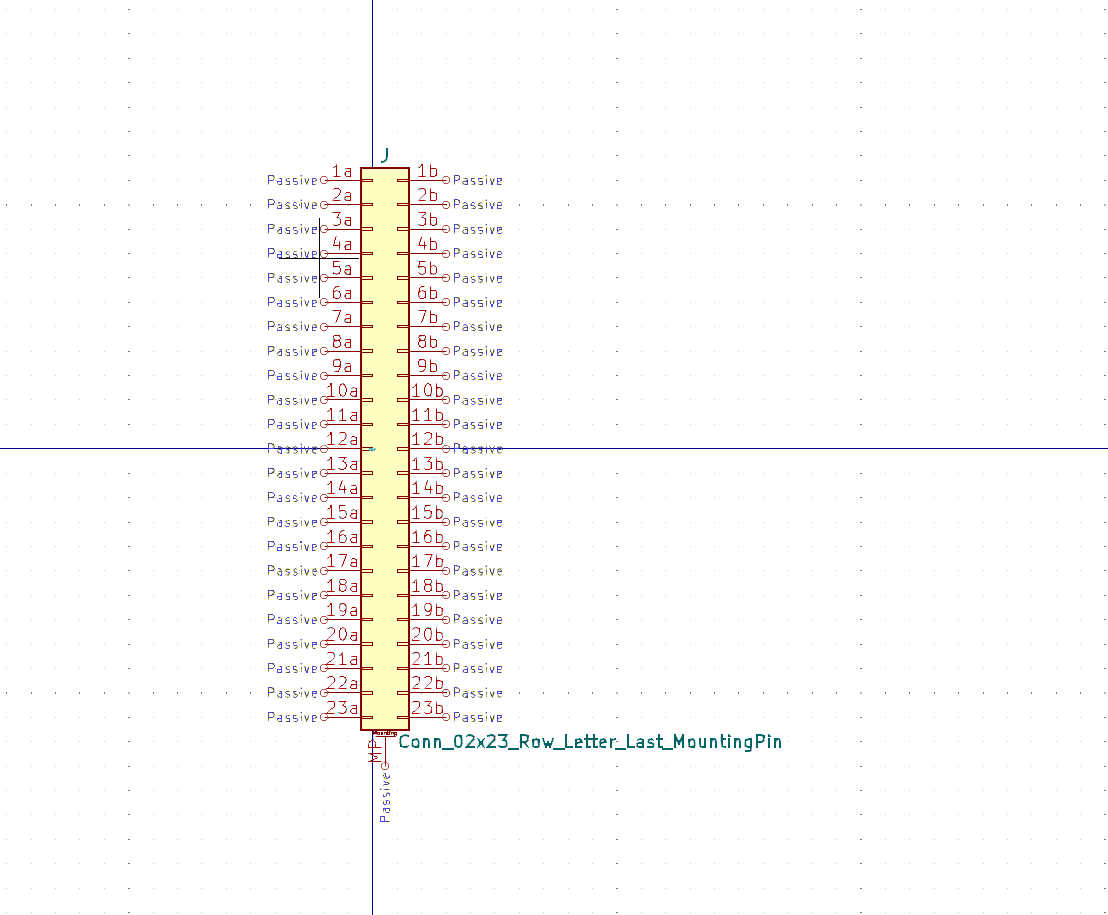 J
Passive 1a 1b Passive
Passive 2a 2b Passive
Passive 3a 3b Passive
Passive 4a 4b Passive
Passive 5a 5b Passive
Passive 6a 6b Passive
Passive 7a 7b Passive
Passive 8a 8b Passive
Passive 9a 9b Passive
Passive 10a 10b Passive
Passive 11a 11b Passive
Passive 12a 12b Passive
Passive 13a 13b Passive
Passive 14a 14b Passive
Passive 15a 15b Passive
Passive 16a 16b Passive
Passive 17a 17b Passive
Passive 18a 18b Passive
Passive 19a 19b Passive
Passive 20a 20b Passive
Passive 21a 21b Passive
Passive 22a 22b Passive
Passive 23a 23b Passive
Mounting
MP Conn_02x23_Row_Letter_Last_MountingPin
Passive